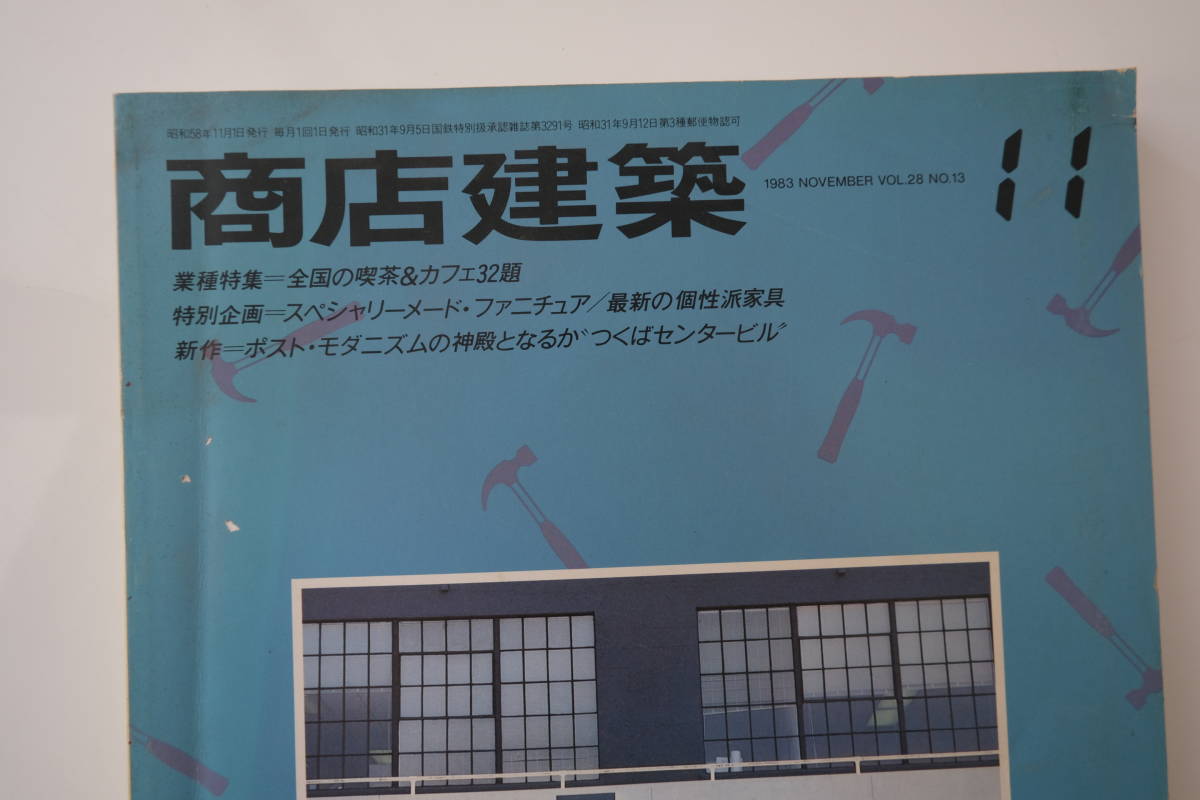 昭和58年11月1日発行 毎月1回1日発行 昭和31年9月5日国鉄特別扱承認雑誌第3291号 昭和31年9月12日第3種郵便物認可
商店建築
1983 NOVEMBER VOL.28 NO.13
11
業種特集=全国の喫茶&カフェ32題
特別企画=スペシャリーメード・ファニチュア/最新の個性派家具
新作=ポスト・モダニズムの神殿となるか〝つくばセンタービル〞